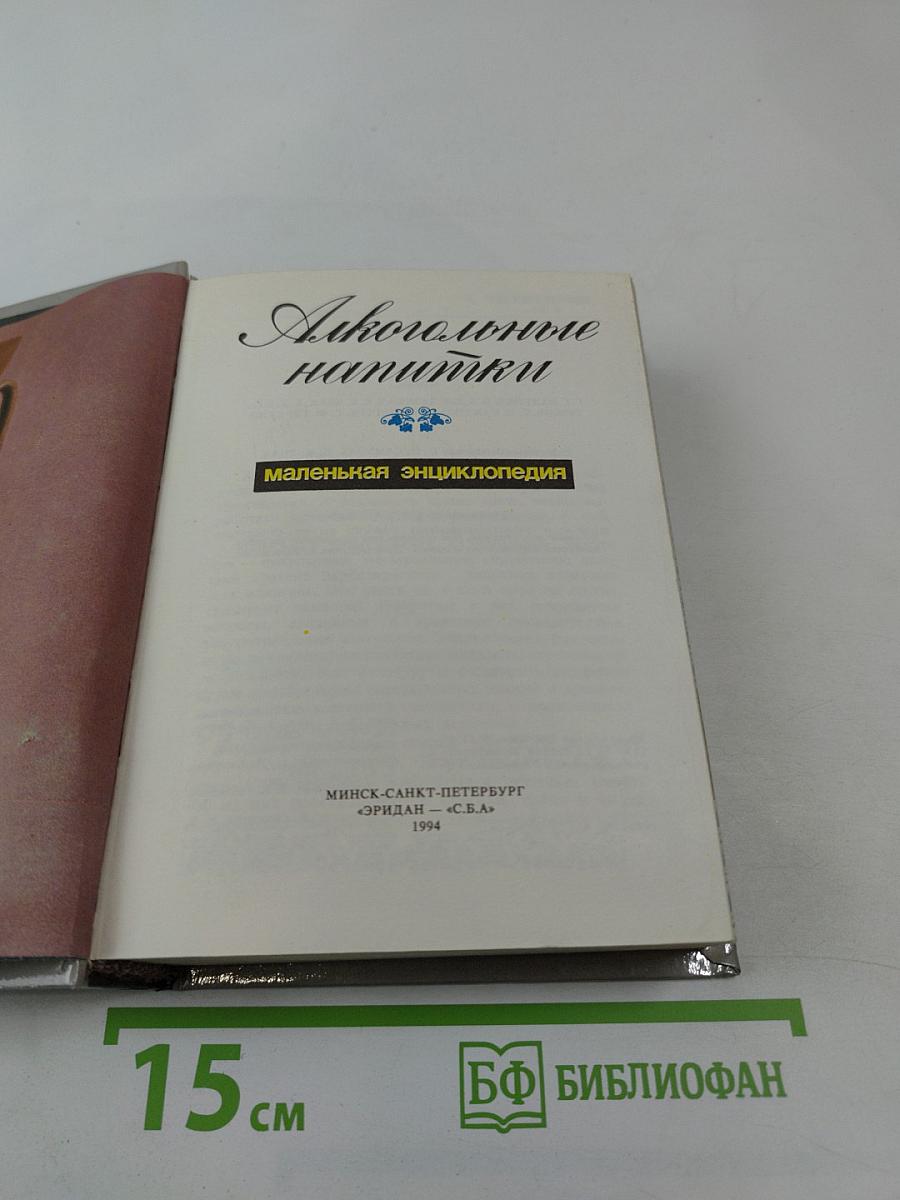 Алкогольные
напитки
маленькая энциклопедия
МИНСК-САНКТ-ПЕТЕРБУРГ
«ЭРИДАН — «С.Б.А»
1994
15 см
БФ БИБЛИОФАН